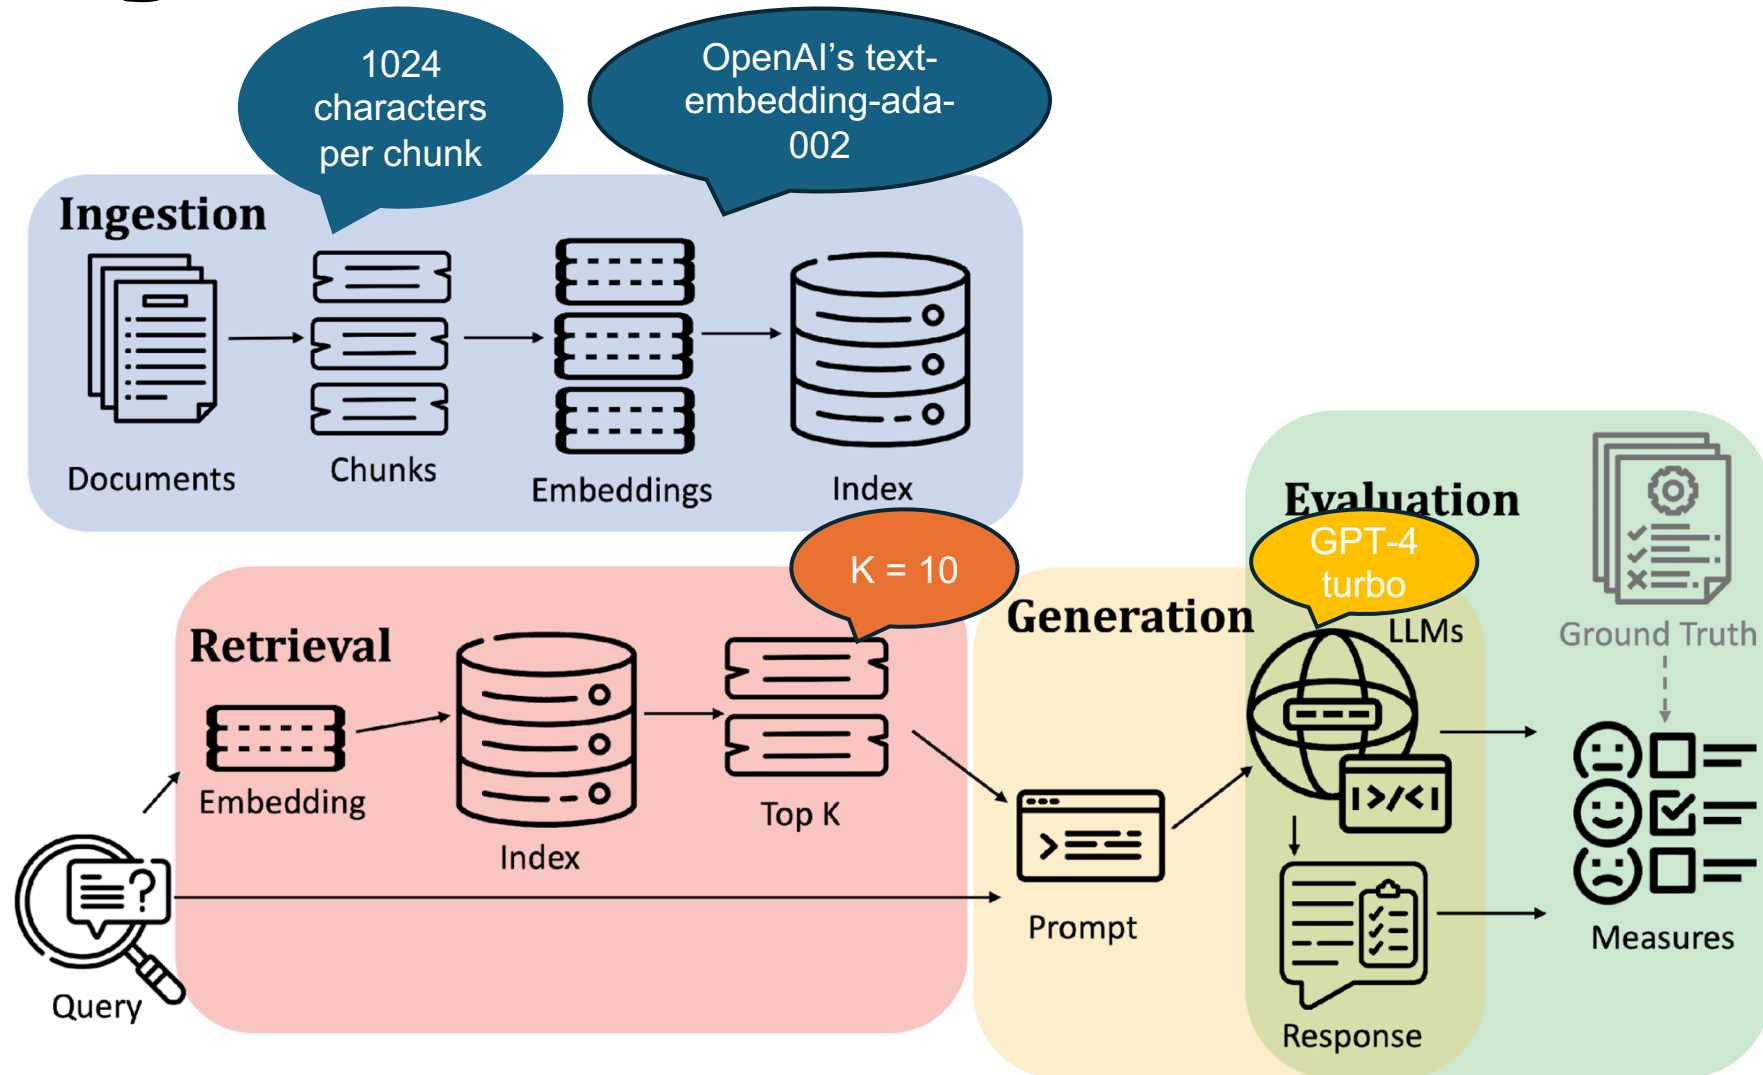 1024
characters
per chunk
OpenAI's text-
embedding-ada-
002
Ingestion
Documents
Chunks
Embeddings
Index
K = 10
GPT-4
turbo
Evaluation
Ground Truth
Retrieval
Generation
LLMs
Embedding
Index
Top K
Prompt
Query
Response
Measures